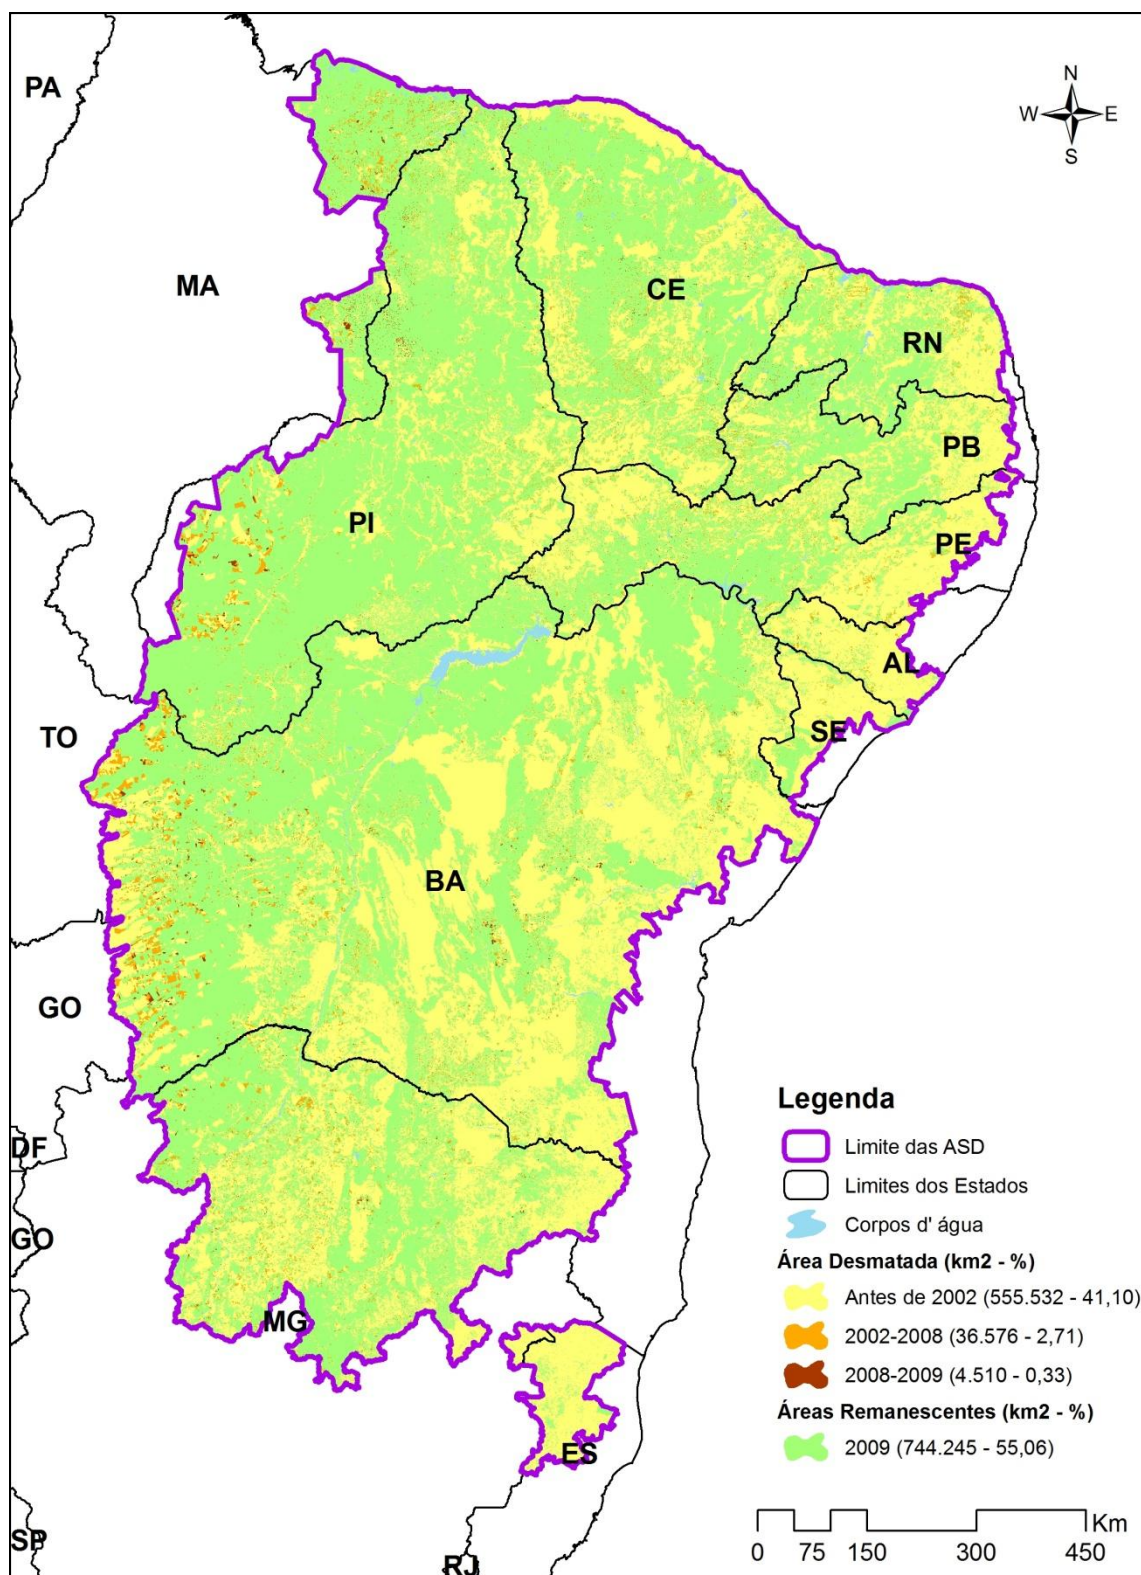 PA
N
W E
S
MA
CE
RN
PB
PI
PE
AL
TO
SE
BA
GO
DF
GO
MG
ES
SP
RJ
Legenda
Limite das ASD
Limites dos Estados
Corpos d' água
Área Desmatada (km2 - %)
Antes de 2002 (555.532 - 41,10)
2002-2008 (36.576 - 2,71)
2008-2009 (4.510 - 0,33)
Áreas Remanescentes (km2 - %)
2009 (744.245 - 55,06)
Km
0 75 150 300 450